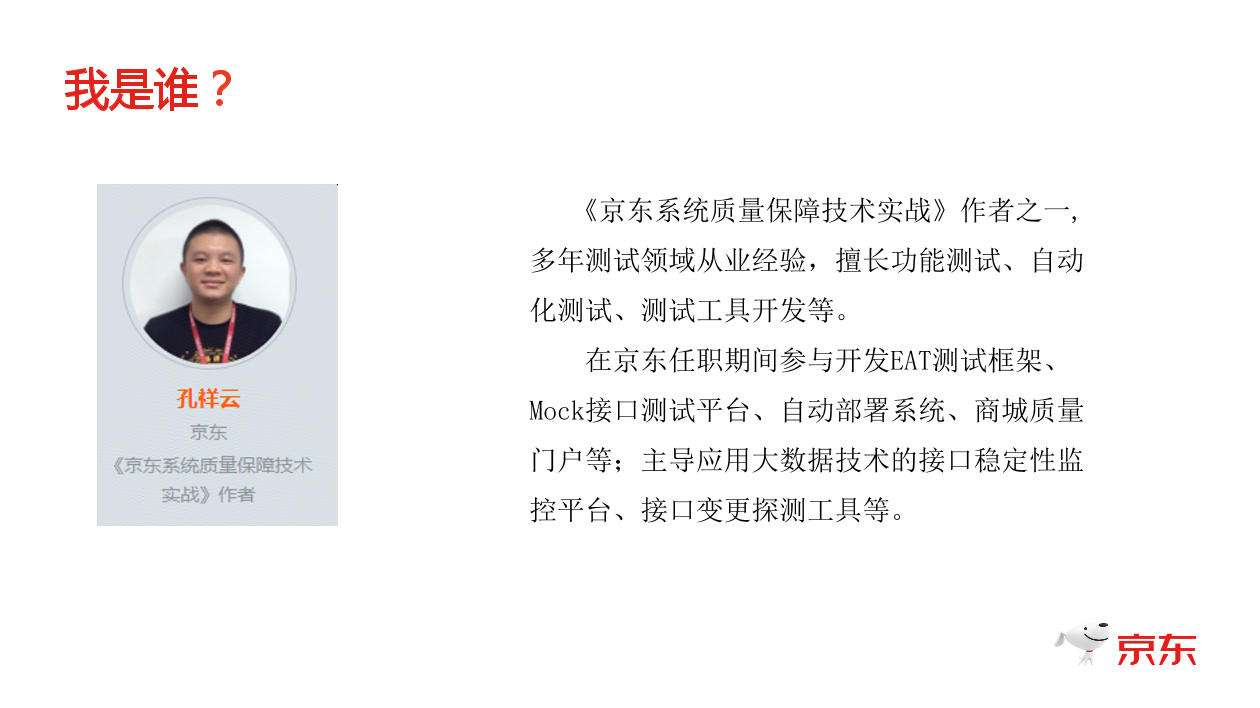 我是谁？
孔祥云
京东
《京东系统质量保障技术
实战》作者
《京东系统质量保障技术实战》作者之一,
多年测试领域从业经验，擅长功能测试、自动
化测试、测试工具开发等。
在京东任职期间参与开发EAT测试框架、
Mock接口测试平台、自动部署系统、商城质量
门户等；主导应用大数据技术的接口稳定性监
控平台、接口变更探测工具等。
京东